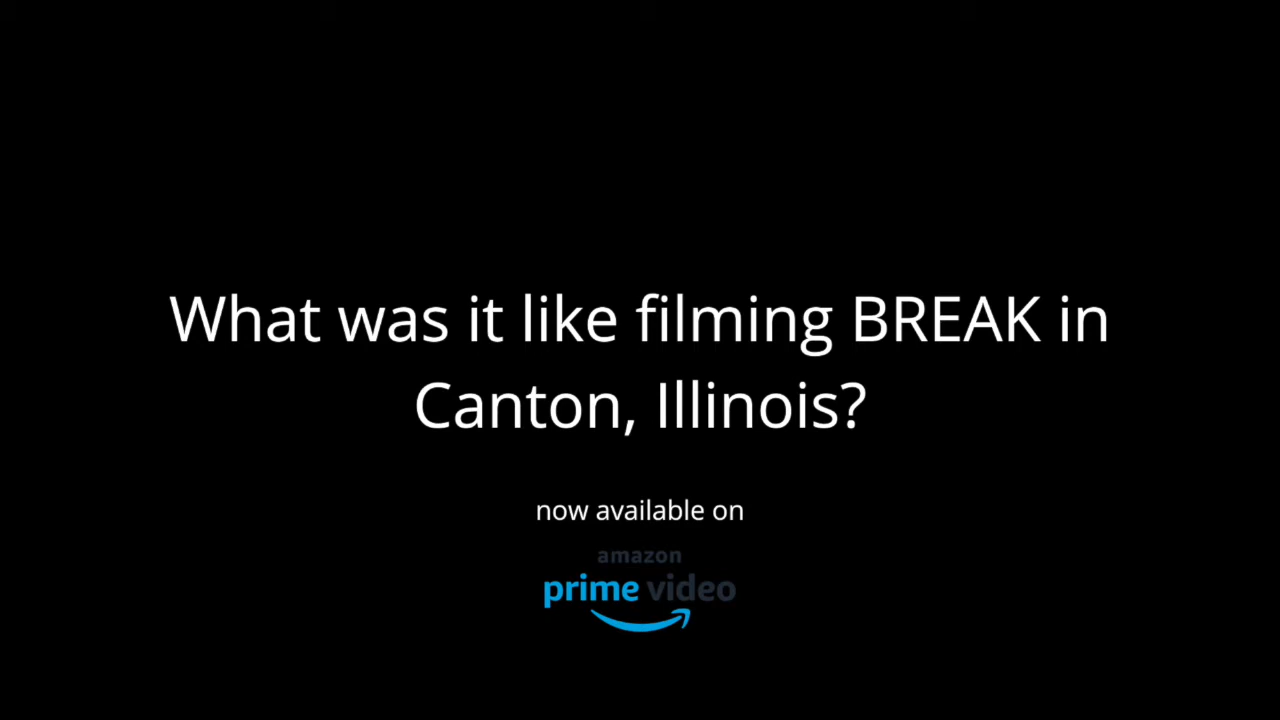 What was it like filming BREAK in
Canton, Illinois?
now available on
amazon
prime video